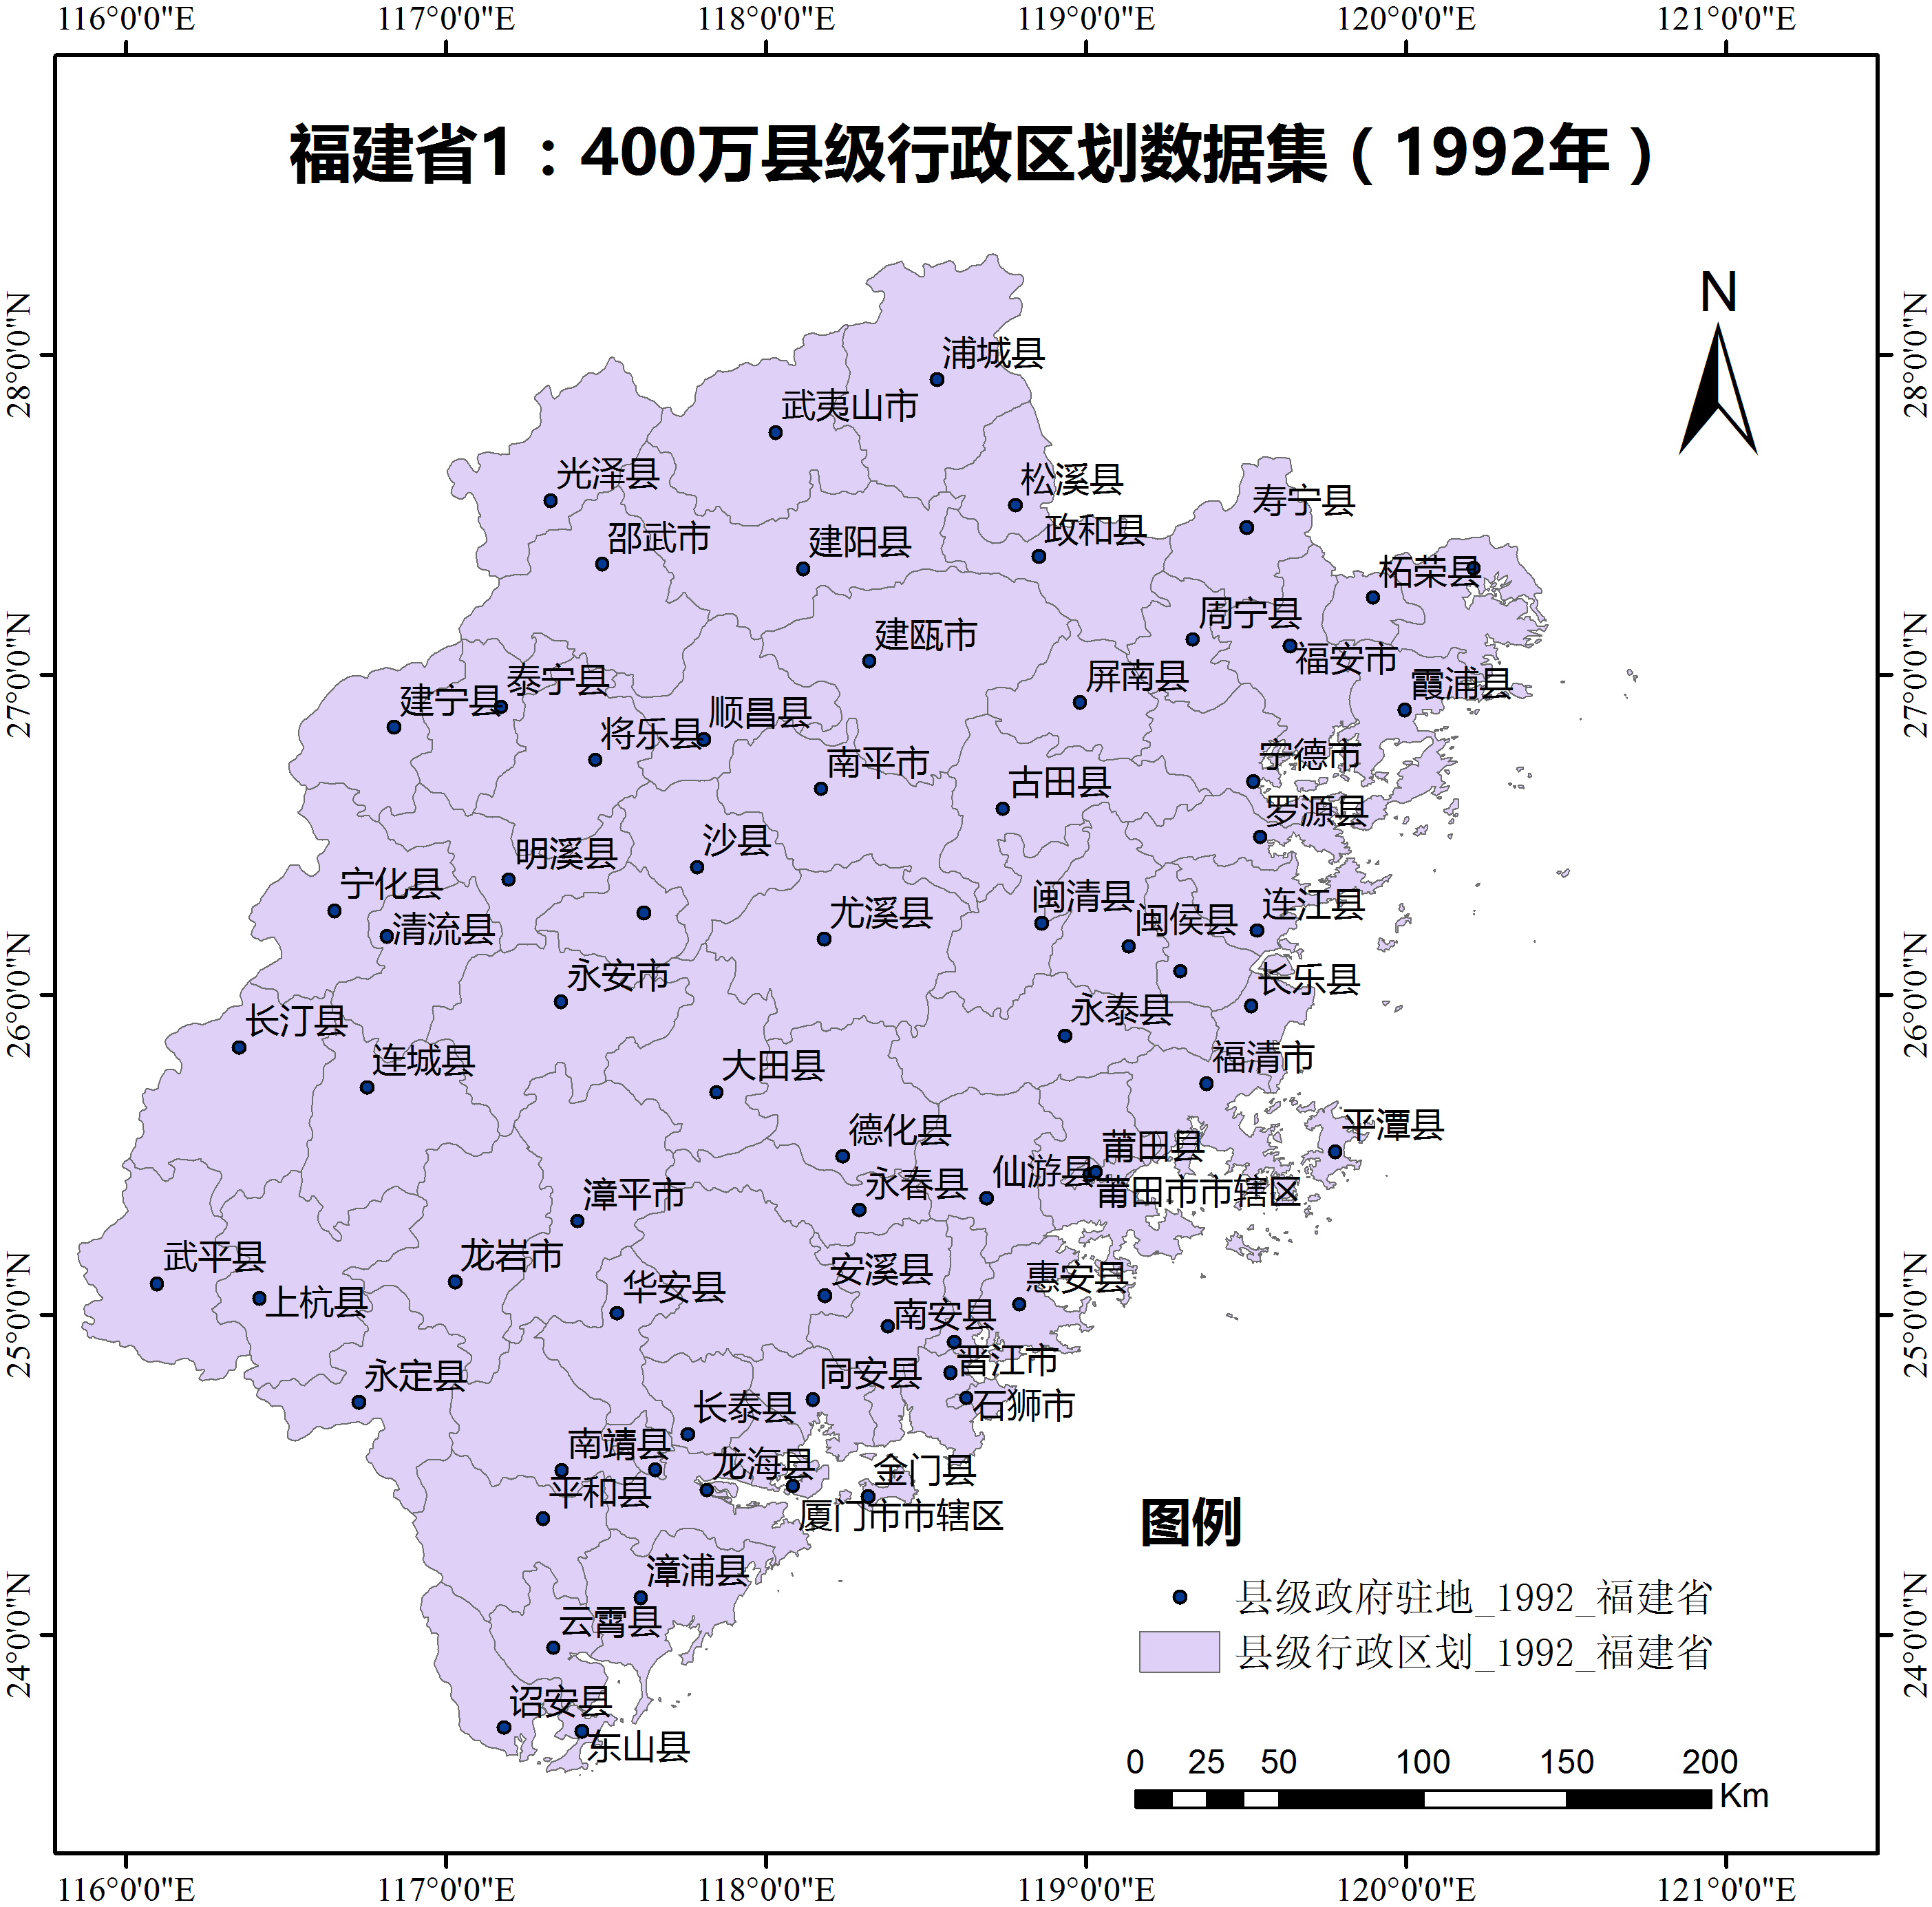 116°0'0"E 117°0'0"E 118°0'0"E 119°0'0"E 120°0'0"E 121°0'0"E
福建省1：400万县级行政区划数据集（1992年）
N
28°0'0"N
28°0'0"N
27°0'0"N
27°0'0"N
26°0'0"N
26°0'0"N
25°0'0"N
25°0'0"N
24°0'0"N
24°0'0"N
浦城县
武夷山市
光泽县
松溪县
寿宁县
政和县
邵武市
建阳县
柘荣县
周宁县
建瓯市
福安市
屏南县
泰宁县
霞浦县
建宁县
顺昌县
将乐县
宁德市
南平市
古田县
罗源县
沙县
明溪县
宁化县
闽清县
连江县
尤溪县
闽侯县
清流县
永安市
长乐县
永泰县
长汀县
福清市
连城县
大田县
平潭县
德化县
莆田县
仙游县
永春县
莆田市市辖区
漳平市
武平县
龙岩市
安溪县
惠安县
华安县
上杭县
南安县
晋江市
同安县
永定县
石狮市
长泰县
南靖县
龙海县
金门县
平和县
厦门市市辖区
漳浦县
云霄县
诏安县
东山县
图例
县级政府驻地_1992_福建省
县级行政区划_1992_福建省
0 25 50 100 150 200
Km
116°0'0"E 117°0'0"E 118°0'0"E 119°0'0"E 120°0'0"E 121°0'0"E